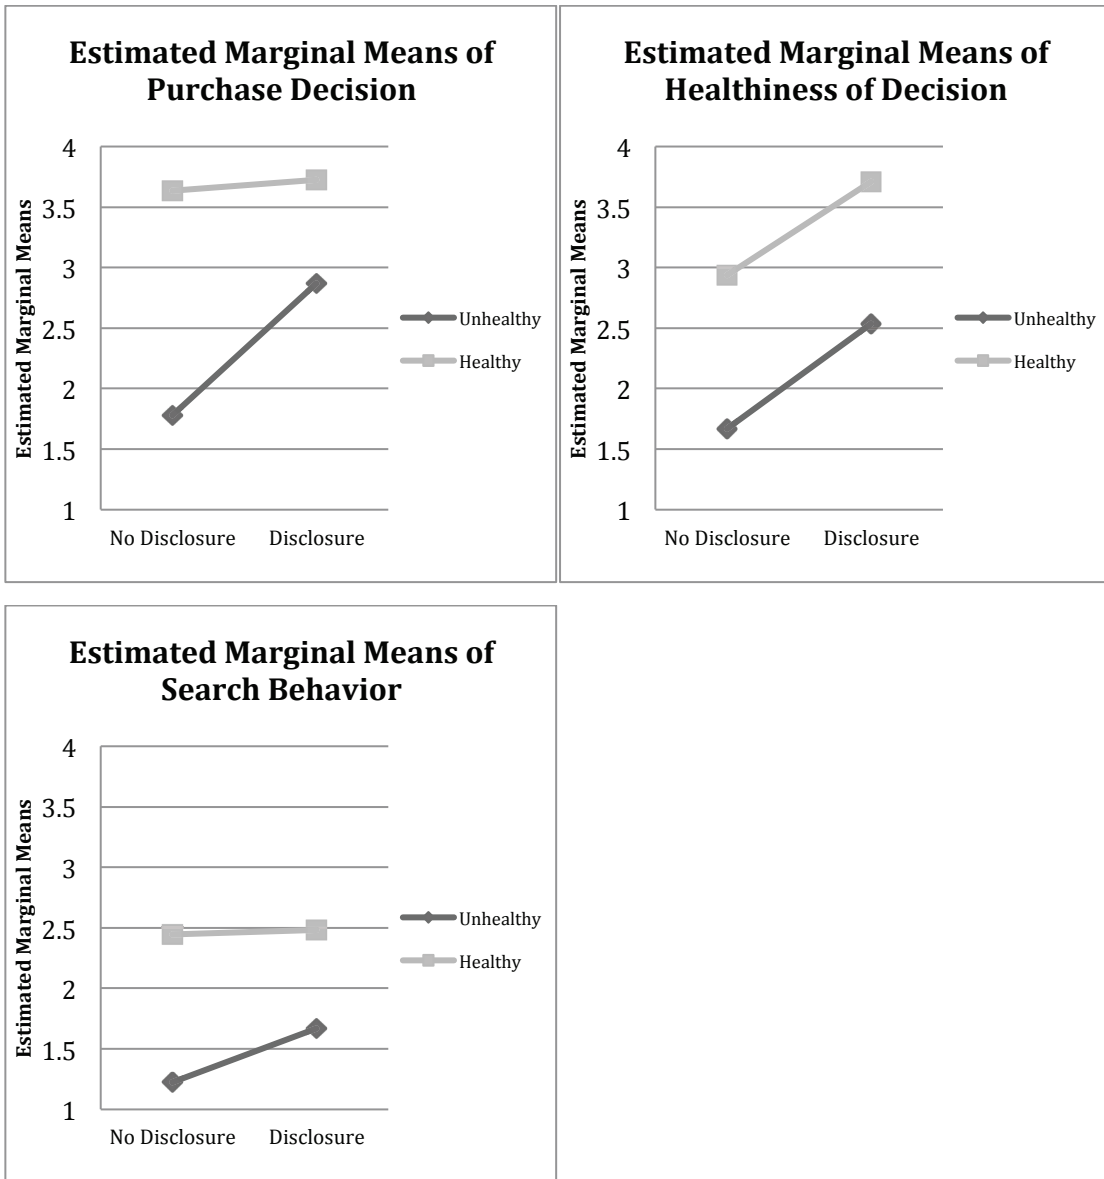 Estimated Marginal Means of
Purchase Decision
Estimated Marginal Means
4
3.5
3
2.5
2
1.5
1
No Disclosure Disclosure
Unhealthy
Healthy
Estimated Marginal Means of
Healthiness of Decision
Estimated Marginal Means
4
3.5
3
2.5
2
1.5
1
No Disclosure Disclosure
Unhealthy
Healthy
Estimated Marginal Means of
Search Behavior
Estimated Marginal Means
4
3.5
3
2.5
2
1.5
1
No Disclosure Disclosure
Unhealthy
Healthy